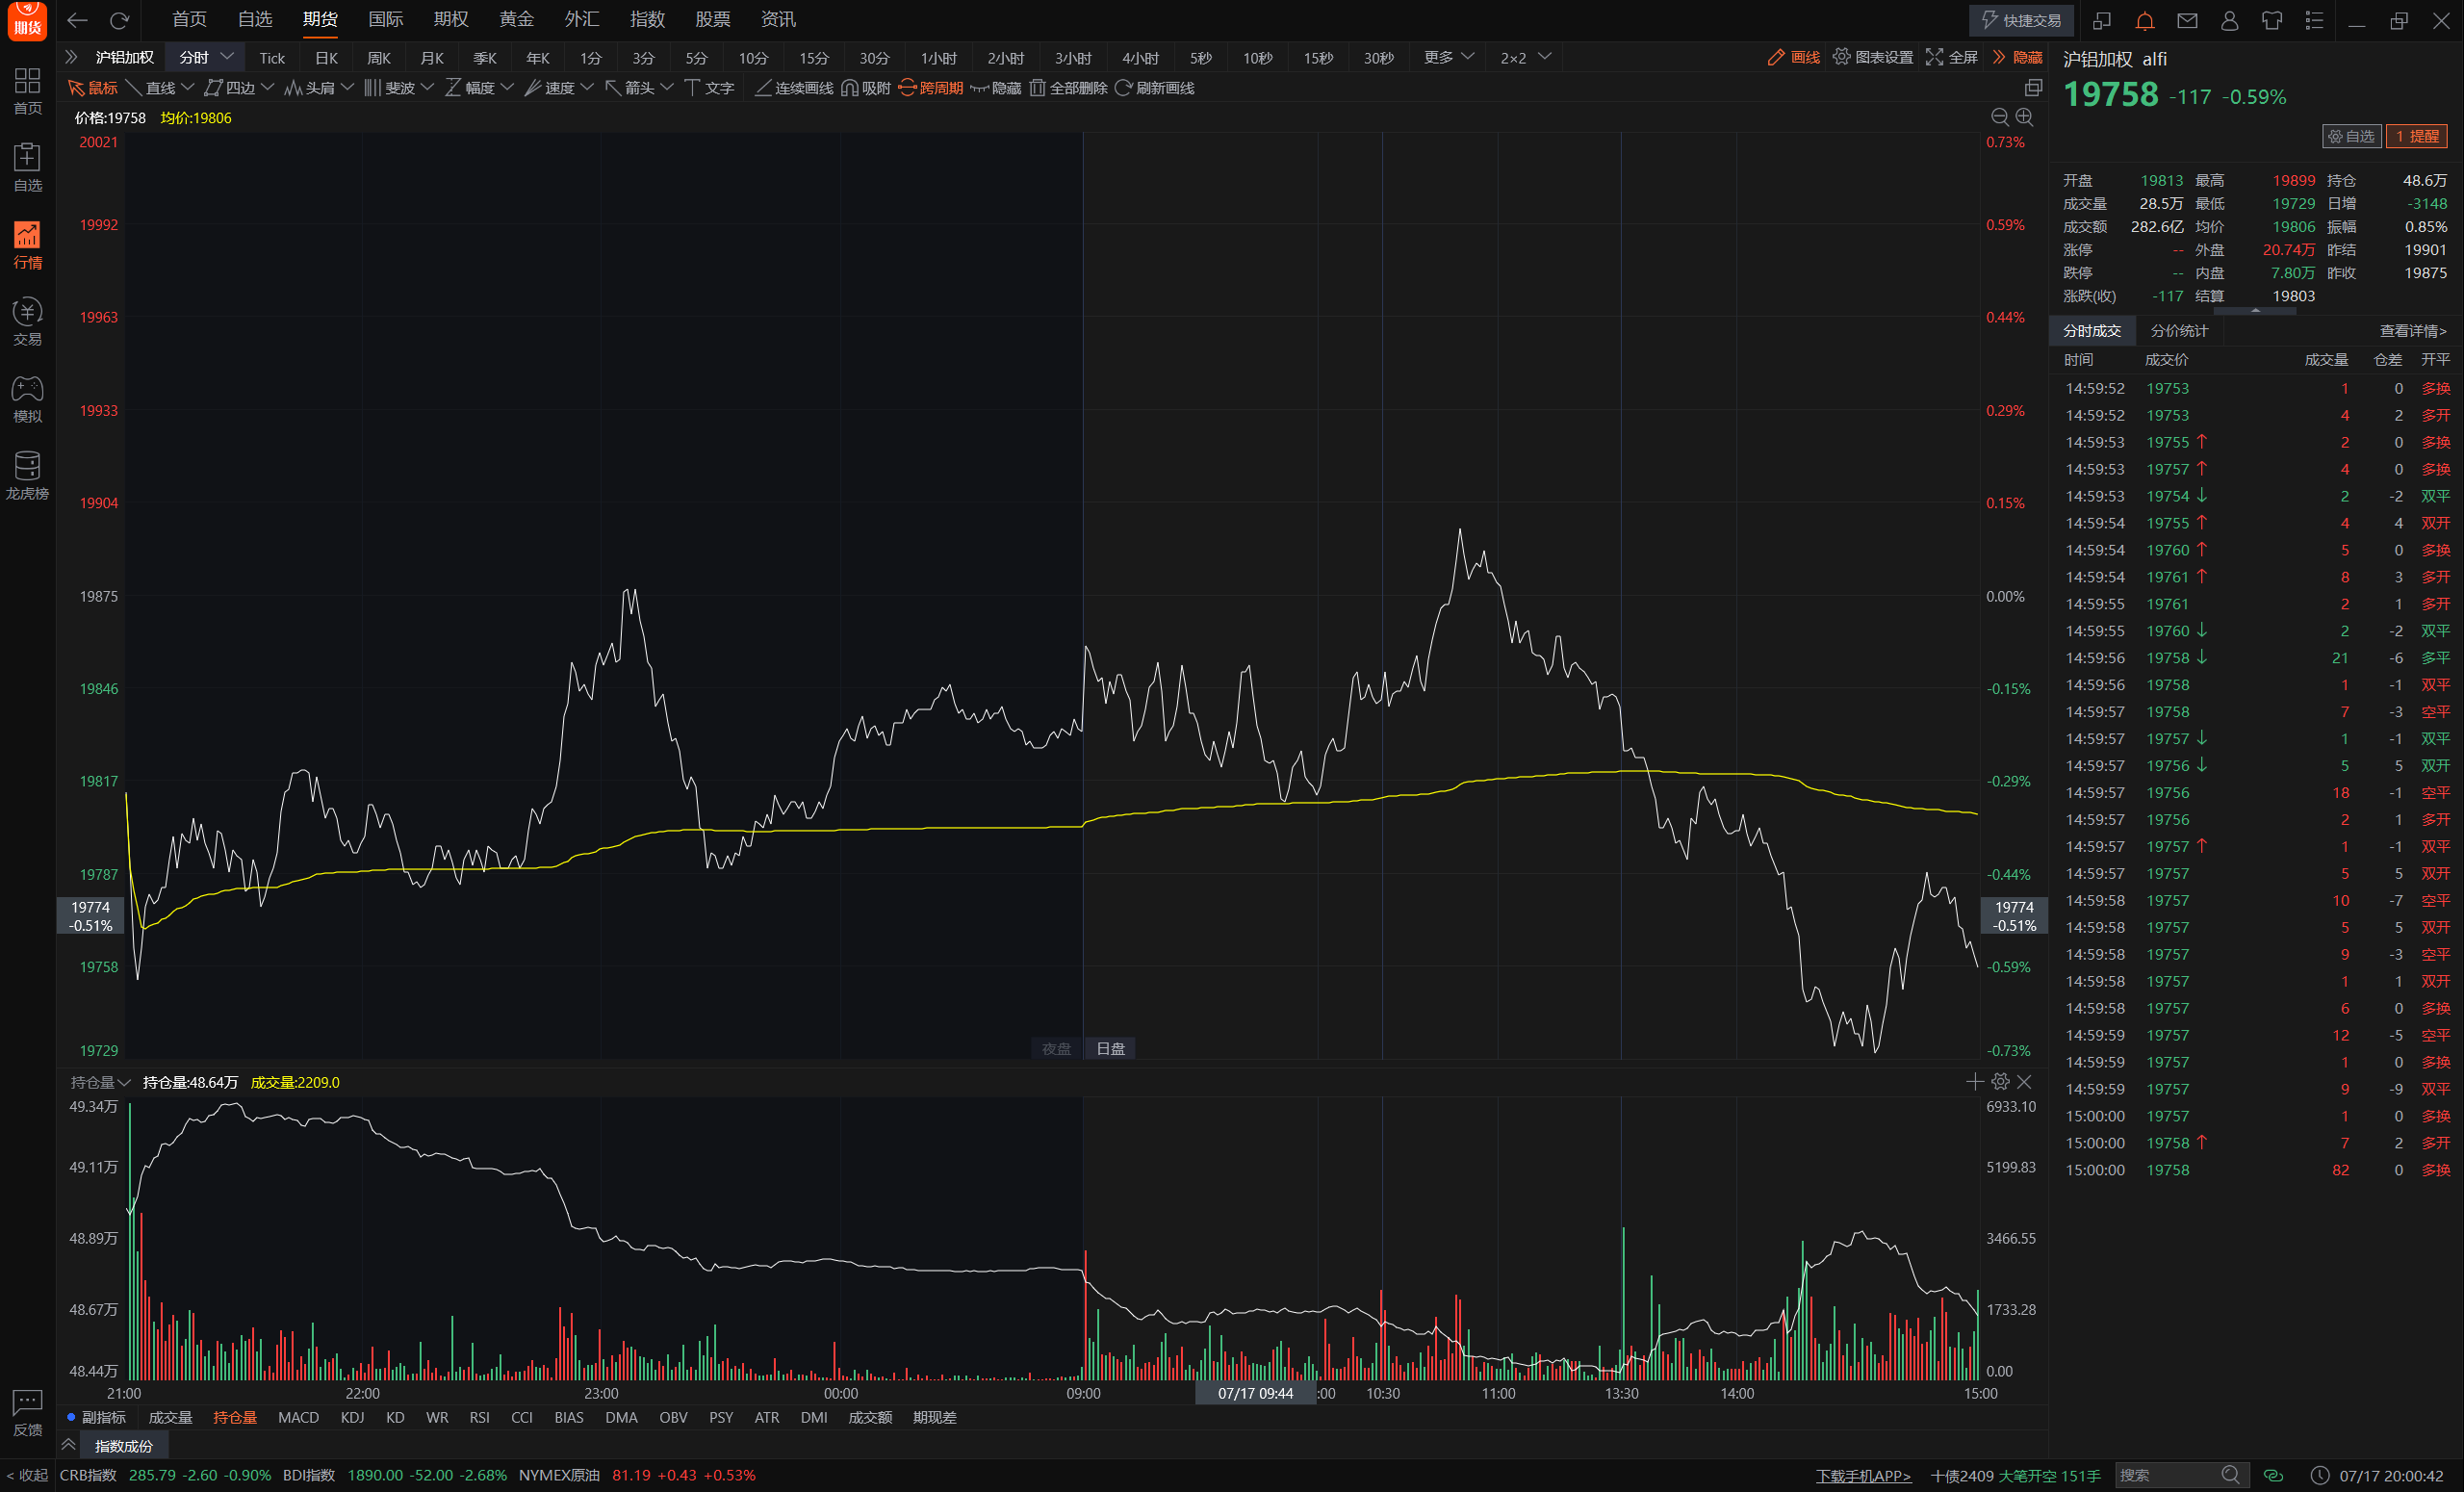 期货 首页 自选 期货 国际 期权 黄金 外汇 指数 股票 资讯 快捷交易
沪铝加权 分时 Tick 日K 周K 月K 季K 年K 1分 3分 5分 10分 15分 30分 1小时 2小时 3小时 4小时 5秒 10秒 15秒 30秒 更多 2×2 画线 图表设置 全屏 隐藏
鼠标 直线 四边 头肩 斐波 幅度 速度 箭头 文字 连续画线 吸附 跨周期 隐藏 全部删除 刷新画线
首页
自选
行情
交易
模拟
龙虎榜
反馈
< 收起
价格:19758 均价:19806
20021 0.73%
19992 0.59%
19963 0.44%
19933 0.29%
19904 0.15%
19875 0.00%
19846 -0.15%
19817 -0.29%
19787 -0.44%
19774 19774
-0.51% -0.51%
19758 -0.59%
19729 -0.73%
夜盘 日盘
持仓量 持仓量:48.64万 成交量:2209.0
49.34万 6933.10
49.11万 5199.83
48.89万 3466.55
48.67万 1733.28
48.44万 0.00
21:00 22:00 23:00 00:00 09:00 07/17 09:44 :00 10:30 11:00 13:30 14:00 15:00
副指标 成交量 持仓量 MACD KDJ KD WR RSI CCI BIAS DMA OBV PSY ATR DMI 成交额 期现差
指数成份
沪铝加权 alfi
19758 -117 -0.59%
自选 1 提醒
开盘 19813 最高 19899 持仓 48.6万
成交量 28.5万 最低 19729 日增 -3148
成交额 282.6亿 均价 19806 振幅 0.85%
涨停 -- 外盘 20.74万 昨结 19901
跌停 -- 内盘 7.80万 昨收 19875
涨跌(收) -117 结算 19803
分时成交 分价统计 查看详情>
时间 成交价 成交量 仓差 开平
14:59:52 19753 1 0 多换
14:59:52 19753 4 2 多开
14:59:53 19755 ↑ 2 0 多换
14:59:53 19757 ↑ 4 0 多换
14:59:53 19754 ↓ 2 -2 双平
14:59:54 19755 ↑ 4 4 双开
14:59:54 19760 ↑ 5 0 多换
14:59:54 19761 ↑ 8 3 多开
14:59:55 19761 2 1 多开
14:59:55 19760 ↓ 2 -2 双平
14:59:56 19758 ↓ 21 -6 多平
14:59:56 19758 1 -1 双平
14:59:57 19758 7 -3 空平
14:59:57 19757 ↓ 1 -1 双平
14:59:57 19756 ↓ 5 5 双开
14:59:57 19756 18 -1 空平
14:59:57 19756 2 1 多开
14:59:57 19757 ↑ 1 -1 双平
14:59:57 19757 5 5 双开
14:59:58 19757 10 -7 空平
14:59:58 19757 5 5 双开
14:59:58 19757 9 -3 空平
14:59:58 19757 1 1 双开
14:59:58 19757 6 0 多换
14:59:59 19757 12 -5 空平
14:59:59 19757 1 0 多换
14:59:59 19757 9 -9 双平
15:00:00 19757 1 0 多换
15:00:00 19758 ↑ 7 2 多开
15:00:00 19758 82 0 多换
CRB指数 285.79 -2.60 -0.90% BDI指数 1890.00 -52.00 -2.68% NYMEX原油 81.19 +0.43 +0.53% 下载手机APP> 十债2409 大笔开空 151手 搜索 07/17 20:00:42